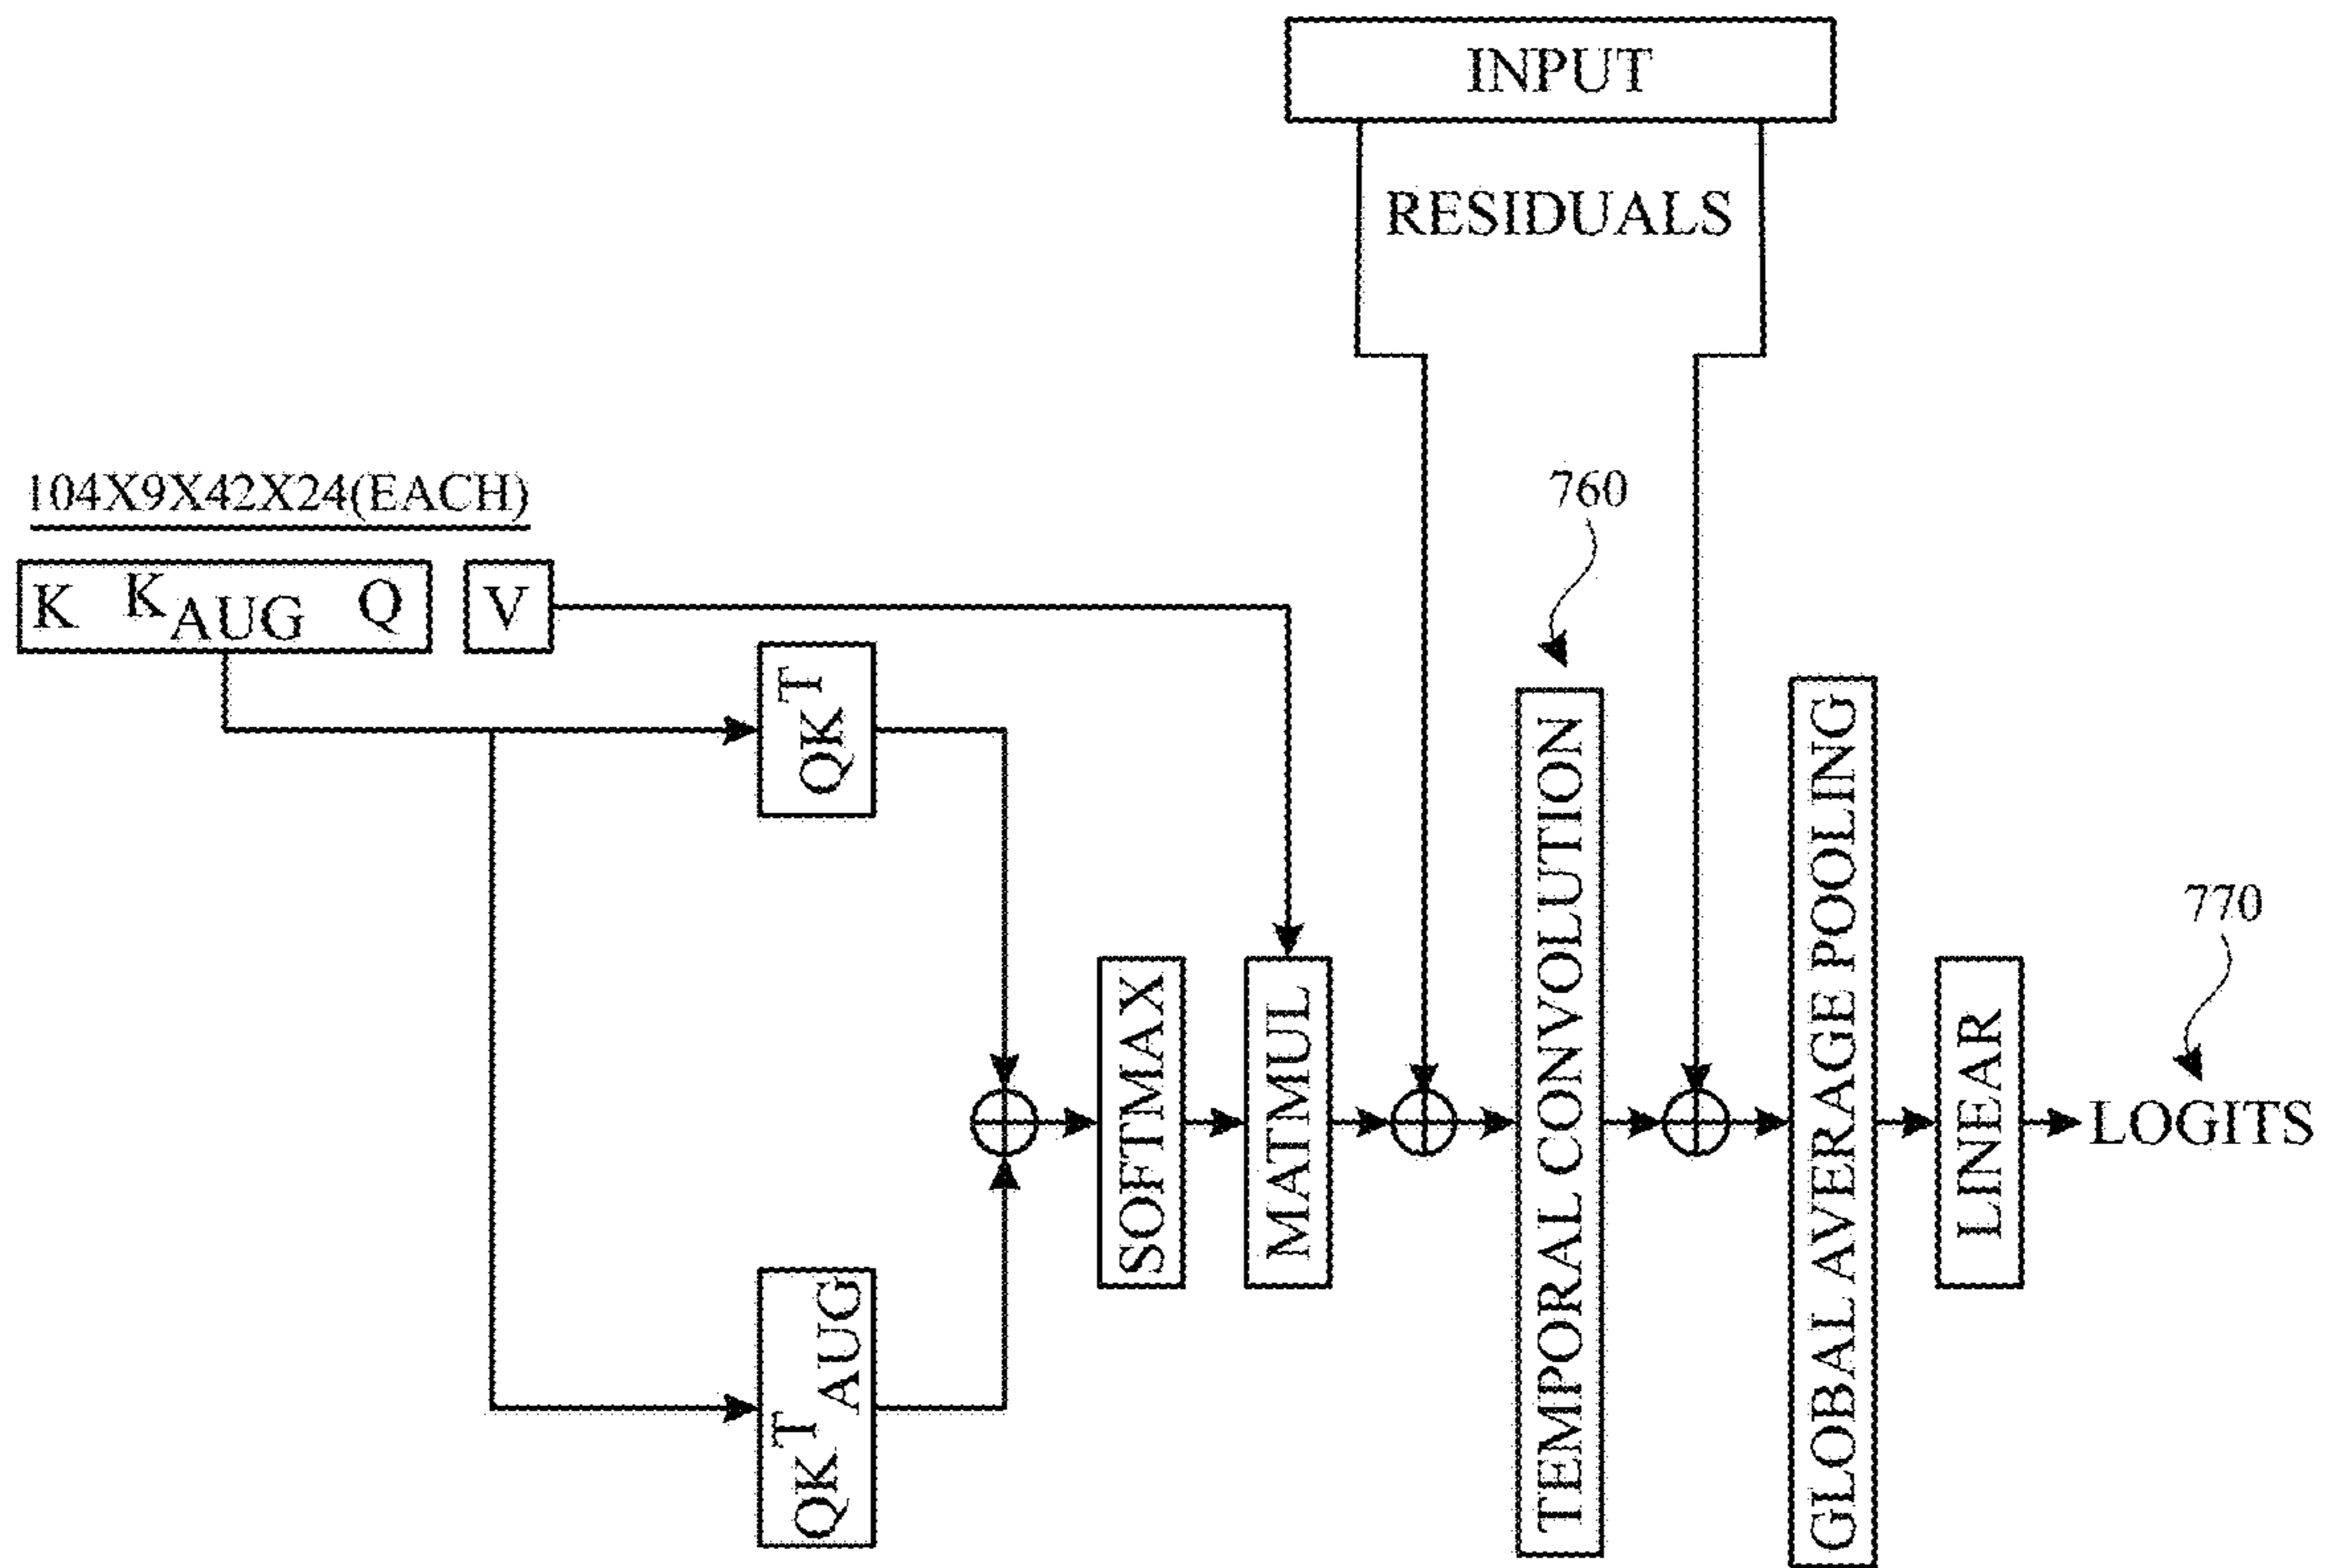 INPUT
RESIDUALS
104X9X42X24(EACH)
K K AUG Q
V
QK T
QK T AUG
SOFTMAX
MATMUL
760
TEMPORAL CONVOLUTION
GLOBAL AVERAGE POOLING
LINEAR
770
LOGITS